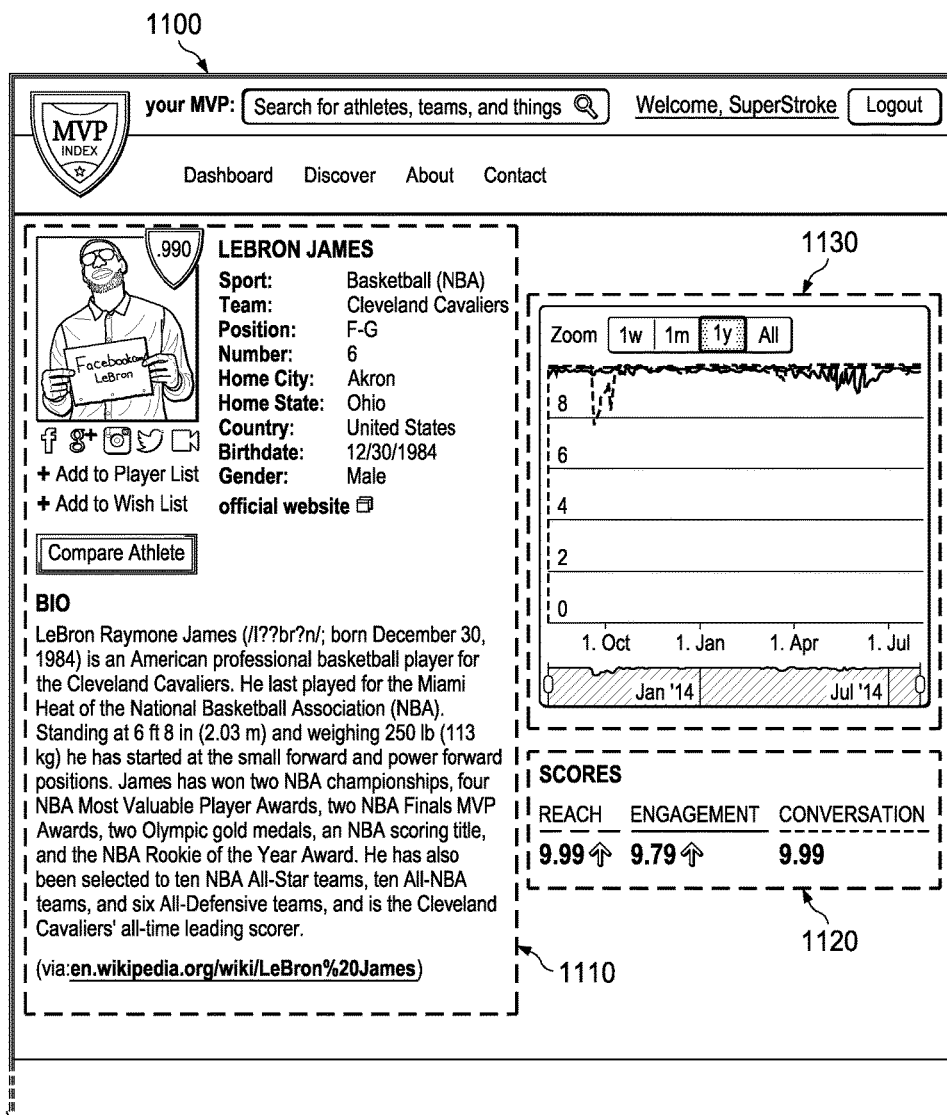 1100
MVP
INDEX
your MVP: Search for athletes, teams, and things Welcome, SuperStroke Logout
Dashboard Discover About Contact
.990
Facebook.com/
LeBron
LEBRON JAMES
Sport: Basketball (NBA)
Team: Cleveland Cavaliers
Position: F-G
Number: 6
Home City: Akron
Home State: Ohio
Country: United States
Birthdate: 12/30/1984
Gender: Male
official website
f g+
+ Add to Player List
+ Add to Wish List
Compare Athlete
BIO
LeBron Raymone James (/l??br?n/; born December 30,
1984) is an American professional basketball player for
the Cleveland Cavaliers. He last played for the Miami
Heat of the National Basketball Association (NBA).
Standing at 6 ft 8 in (2.03 m) and weighing 250 lb (113
kg) he has started at the small forward and power forward
positions. James has won two NBA championships, four
NBA Most Valuable Player Awards, two NBA Finals MVP
Awards, two Olympic gold medals, an NBA scoring title,
and the NBA Rookie of the Year Award. He has also
been selected to ten NBA All-Star teams, ten All-NBA
teams, and six All-Defensive teams, and is the Cleveland
Cavaliers' all-time leading scorer.
(via:en.wikipedia.org/wiki/LeBron%20James)
1110
1130
Zoom 1w 1m 1y All
8
6
4
2
0
1. Oct 1. Jan 1. Apr 1. Jul
Jan '14 Jul '14
SCORES
REACH ENGAGEMENT CONVERSATION
9.99 9.79 9.99
1120